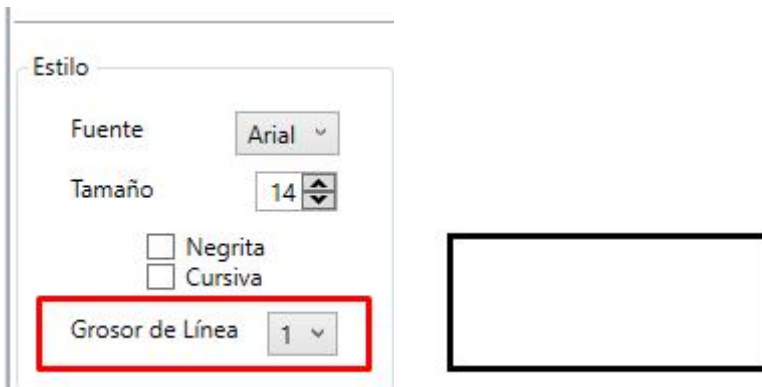 Estilo
Fuente Arial
Tamaño 14
Negrita
Cursiva
Grosor de Línea 1